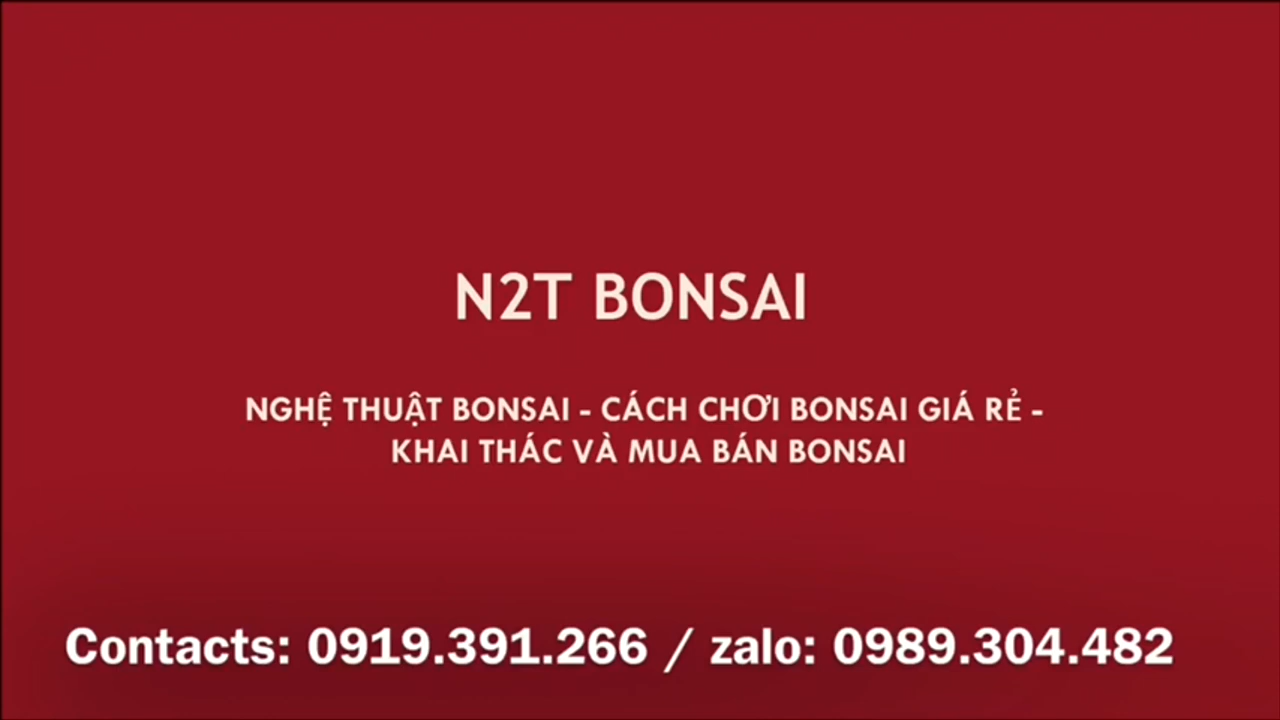 N2T BONSAI
NGHỆ THUẬT BONSAI - CÁCH CHƠI BONSAI GIÁ RẺ -
KHAI THÁC VÀ MUA BÁN BONSAI
Contacts: 0919.391.266 / zalo: 0989.304.482